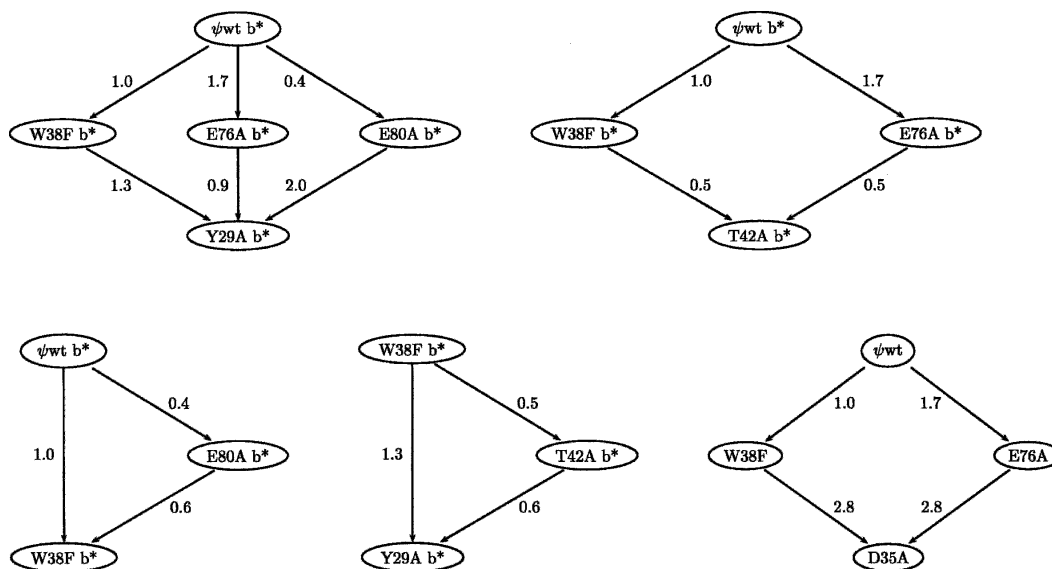 ψwt b* ψwt b*
1.0 1.7 0.4 1.0 1.7
W38F b* E76A b* E80A b* W38F b* E76A b*
1.3 0.9 2.0 0.5 0.5
Y29A b* T42A b*
ψwt b* W38F b* ψwt
0.4 0.5 1.0 1.7
1.0 E80A b* 1.3 T42A b* W38F E76A
0.6 0.6 2.8 2.8
W38F b* Y29A b* D35A